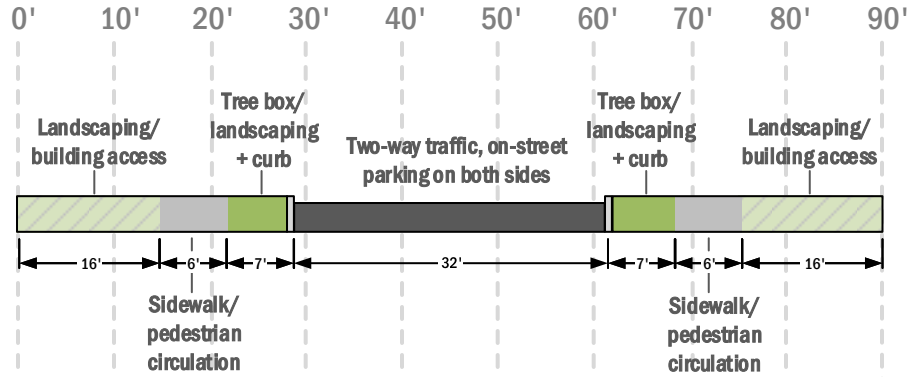 0' 10' 20' 30' 40' 50' 60' 70' 80' 90'
Landscaping/
building access
Tree box/
landscaping
+ curb
Two-way traffic, on-street
parking on both sides
Tree box/
landscaping
+ curb
Landscaping/
building access
16' 6' 7' 32' 7' 6' 16'
Sidewalk/
pedestrian
circulation
Sidewalk/
pedestrian
circulation